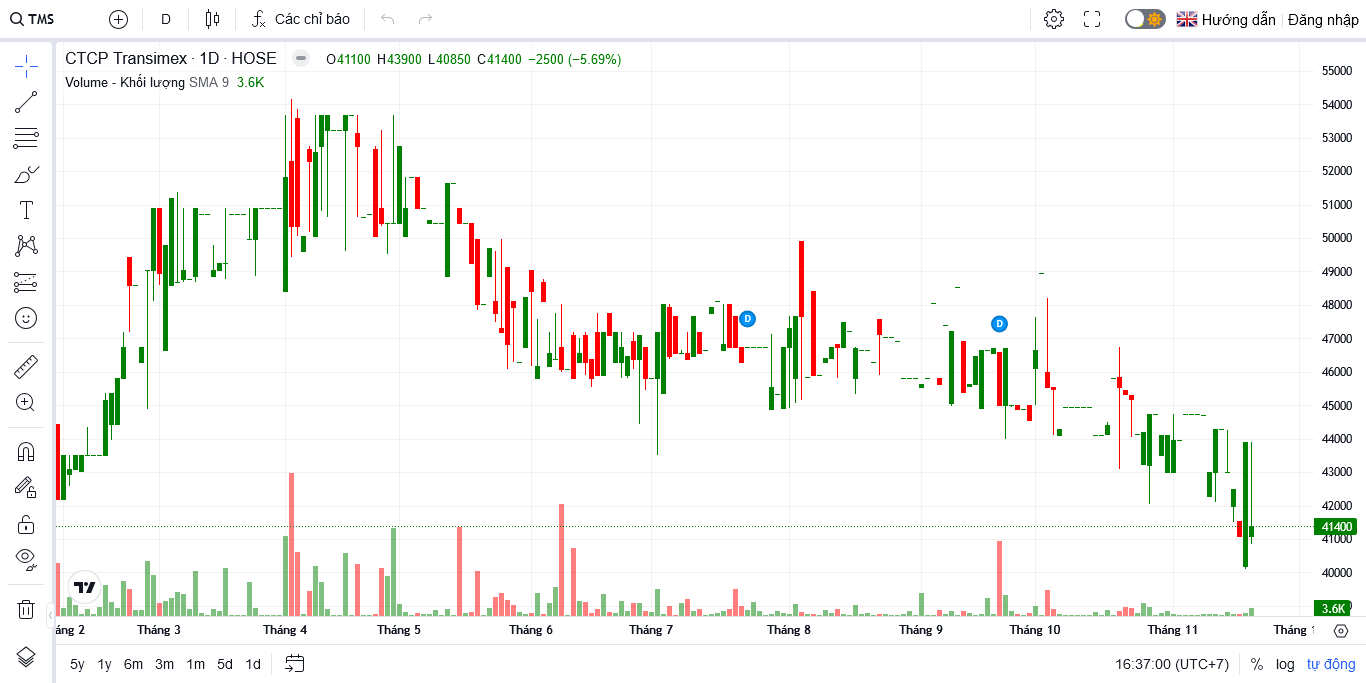 TMS D Các chỉ báo Hướng dẫn Đăng nhập
CTCP Transimex · 1D · HOSE O41100 H43900 L40850 C41400 −2500 (−5.69%)
Volume - Khối lượng SMA 9 3.6K
55000
54000
53000
52000
51000
50000
49000
48000
47000
46000
45000
44000
43000
42000
41400
41000
40000
3.6K
D
D
T
áng 2 Tháng 3 Tháng 4 Tháng 5 Tháng 6 Tháng 7 Tháng 8 Tháng 9 Tháng 10 Tháng 11 Tháng 1
5y 1y 6m 3m 1m 5d 1d 16:37:00 (UTC+7) % log tự động